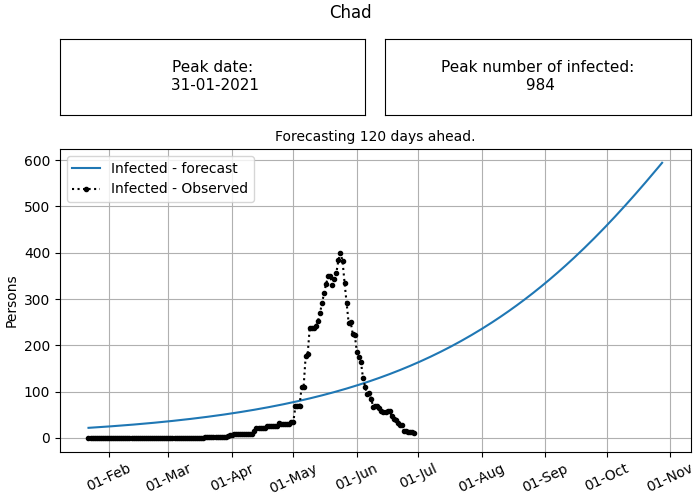 Chad
Peak date:
31-01-2021
Peak number of infected:
984
Forecasting 120 days ahead.
Infected - forecast
Infected - Observed
Persons
600
500
400
300
200
100
0
01-Feb
01-Mar
01-Apr
01-May
01-Jun
01-Jul
01-Aug
01-Sep
01-Oct
01-Nov